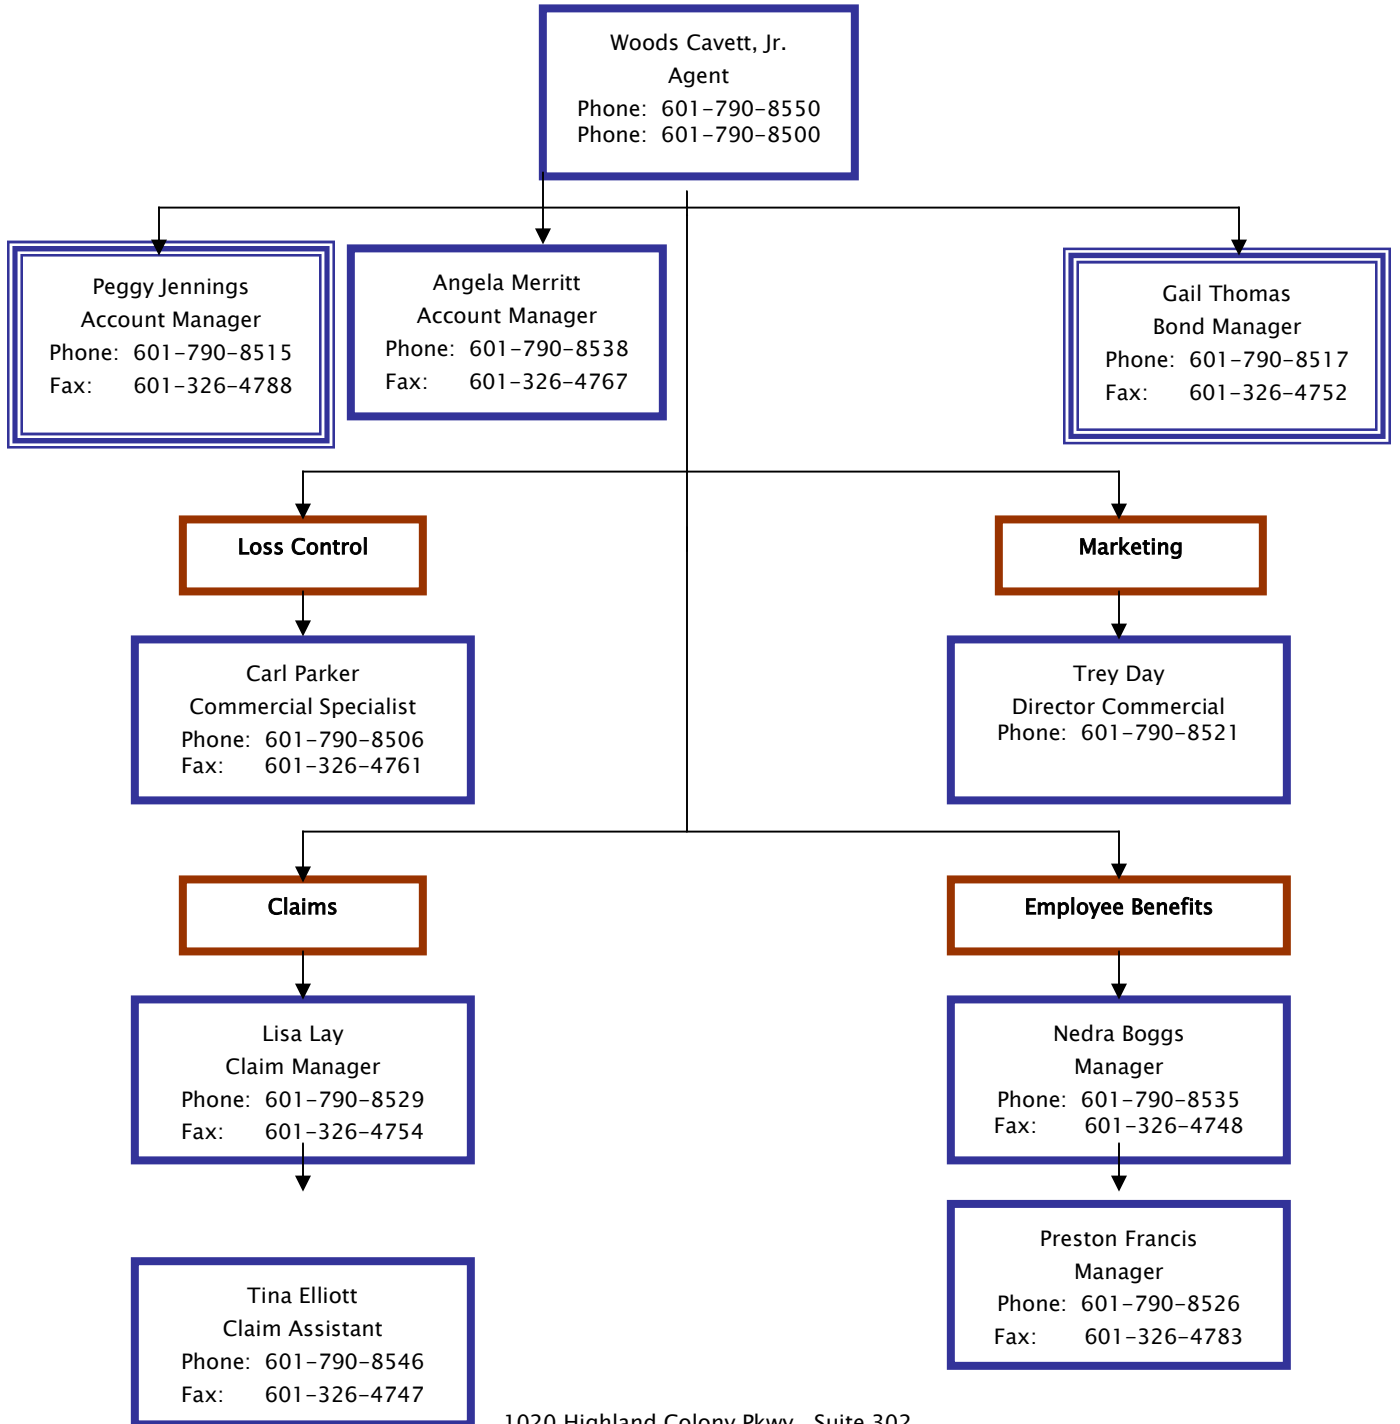 Woods Cavett, Jr.
Agent
Phone: 601-790-8550
Phone: 601-790-8500
Peggy Jennings
Account Manager
Phone: 601-790-8515
Fax: 601-326-4788
Angela Merritt
Account Manager
Phone: 601-790-8538
Fax: 601-326-4767
Gail Thomas
Bond Manager
Phone: 601-790-8517
Fax: 601-326-4752
Loss Control
Marketing
Carl Parker
Commercial Specialist
Phone: 601-790-8506
Fax: 601-326-4761
Trey Day
Director Commercial
Phone: 601-790-8521
Claims
Employee Benefits
Lisa Lay
Claim Manager
Phone: 601-790-8529
Fax: 601-326-4754
Nedra Boggs
Manager
Phone: 601-790-8535
Fax: 601-326-4748
Tina Elliott
Claim Assistant
Phone: 601-790-8546
Fax: 601-326-4747
Preston Francis
Manager
Phone: 601-790-8526
Fax: 601-326-4783
1020 Highland Colony Pkwy Suite 302